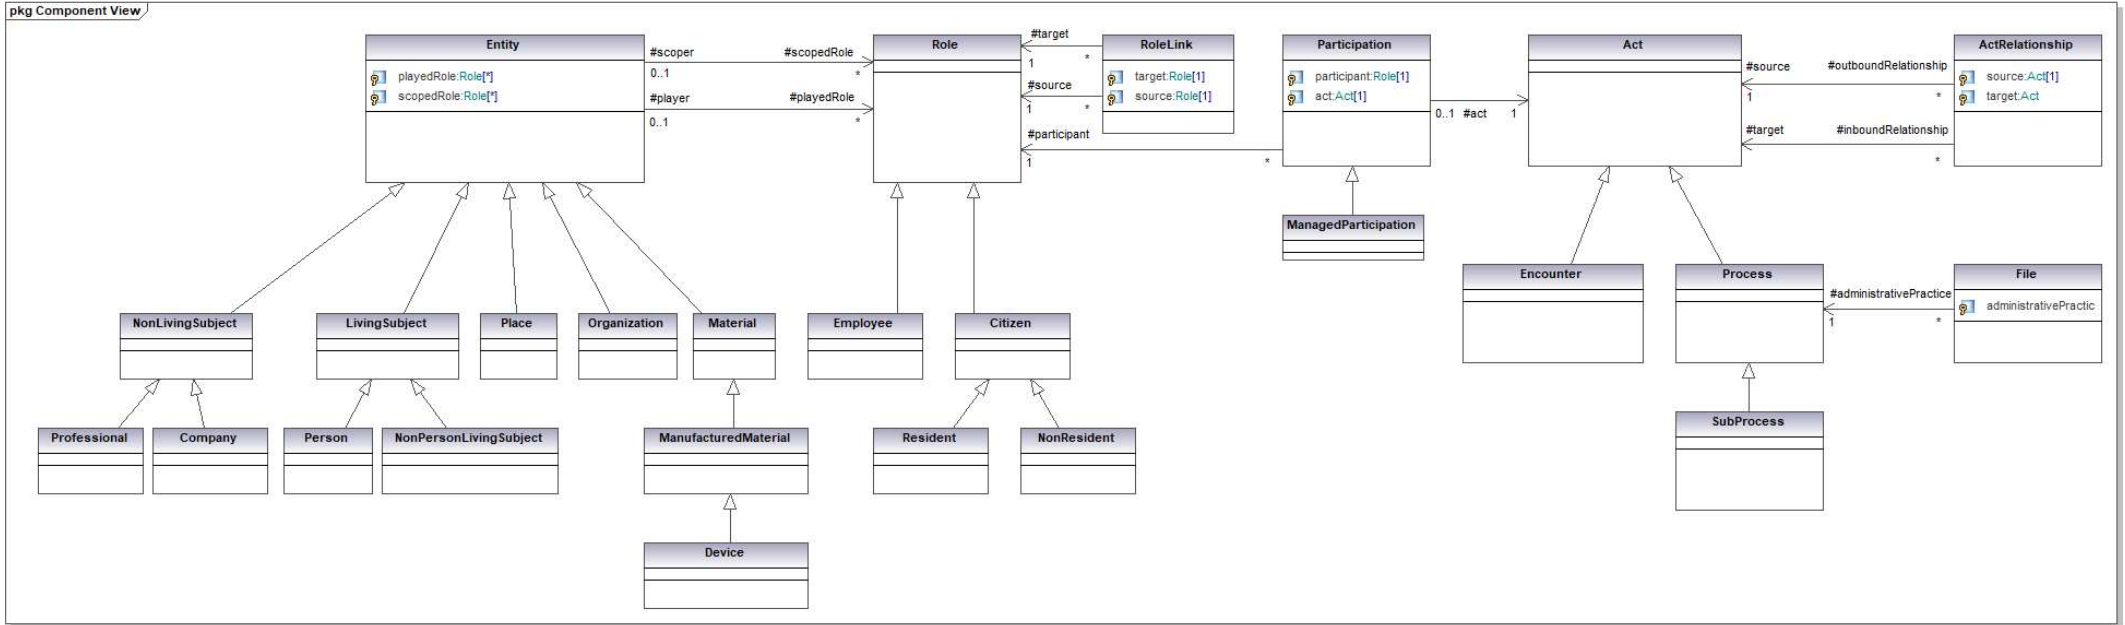 pkg Component View
Entity
playedRole:Role[*]
scopedRole:Role[*]
#scoper
0..1
#scopedRole
*
#player
0..1
#playedRole
*
Role
#target
1
*
#source
1
*
#participant
1
*
RoleLink
target:Role[1]
source:Role[1]
Participation
participant:Role[1]
act:Act[1]
0..1
#act
1
Act
#source
1
#outboundRelationship
*
#target
#inboundRelationship
*
ActRelationship
source:Act[1]
target:Act
ManagedParticipation
Encounter
Process
#administrativePractice
1
*
File
administrativePractic
NonLivingSubject
LivingSubject
Place
Organization
Material
Employee
Citizen
SubProcess
Professional
Company
Person
NonPersonLivingSubject
ManufacturedMaterial
Resident
NonResident
Device